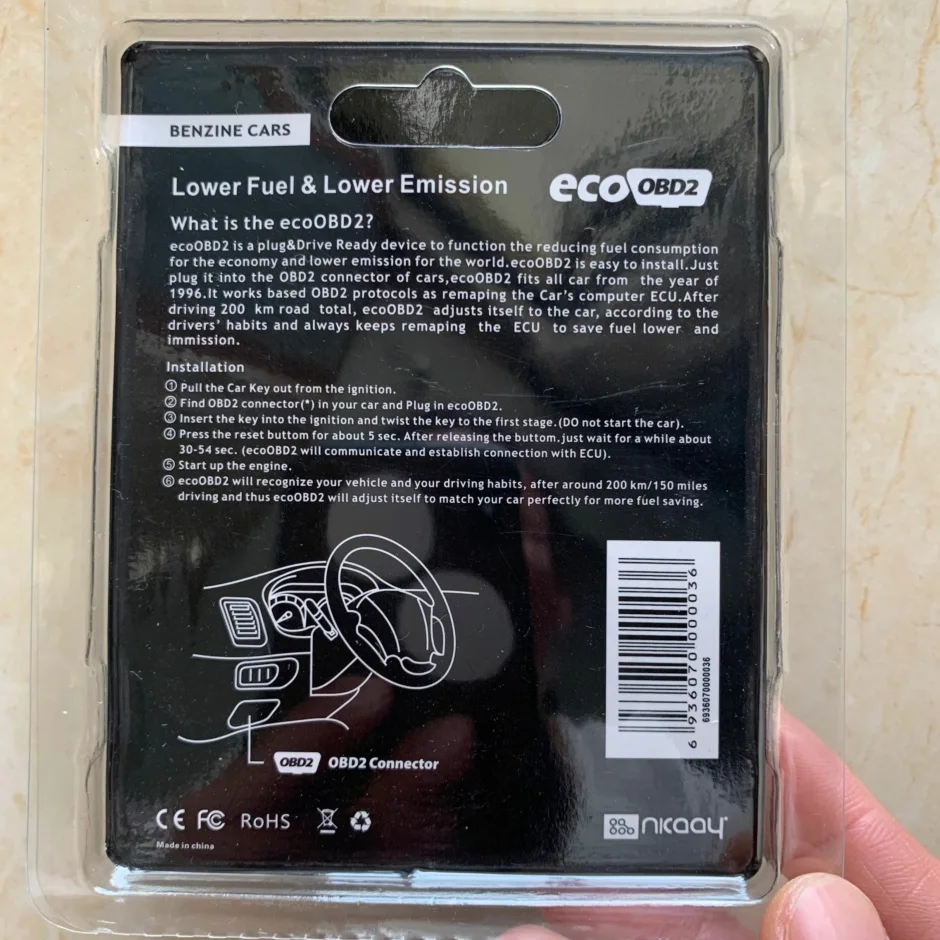 BENZINE CARS
Lower Fuel & Lower Emission
eco OBD2
What is the ecoOBD2?
ecoOBD2 is a plug&Drive Ready device to function the reducing fuel consumption
for the economy and lower emission for the world.ecoOBD2 is easy to install.Just
plug it into the OBD2 connector of cars,ecoOBD2 fits all car from the year of
1996.It works based OBD2 protocols as remaping the Car's computer ECU.After
driving 200 km road total, ecoOBD2 adjusts itself to the car, according to the
drivers' habits and always keeps remaping the ECU to save fuel lower and
immission.
Installation
① Pull the Car Key out from the ignition.
② Find OBD2 connector(*) in your car and Plug in ecoOBD2.
③ Insert the key into the ignition and twist the key to the first stage.(DO not start the car).
④ Press the reset buttom for about 5 sec. After releasing the buttom.just wait for a while about
30-54 sec. (ecoOBD2 will communicate and establish connection with ECU).
⑤ Start up the engine.
⑥ ecoOBD2 will recognize your vehicle and your driving habits, after around 200 km/150 miles
driving and thus ecoOBD2 will adjust itself to match your car perfectly for more fuel saving.
6 936070 000036
6936070000036
OBD2 OBD2 Connector
CE FC RoHS
nicaay
Made in china